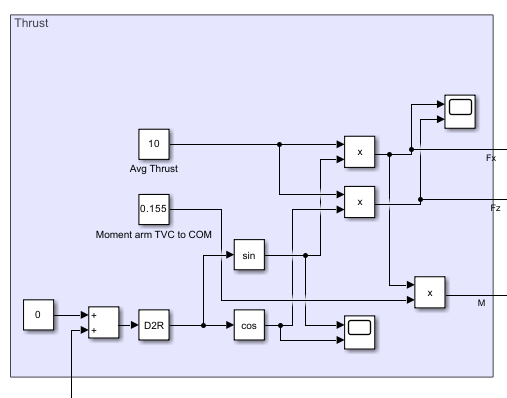 Thrust
10
x
Avg Thrust
Fx
x
0.155
Fz
Moment arm TVC to COM
sin
x
M
0
+
+
D2R
cos